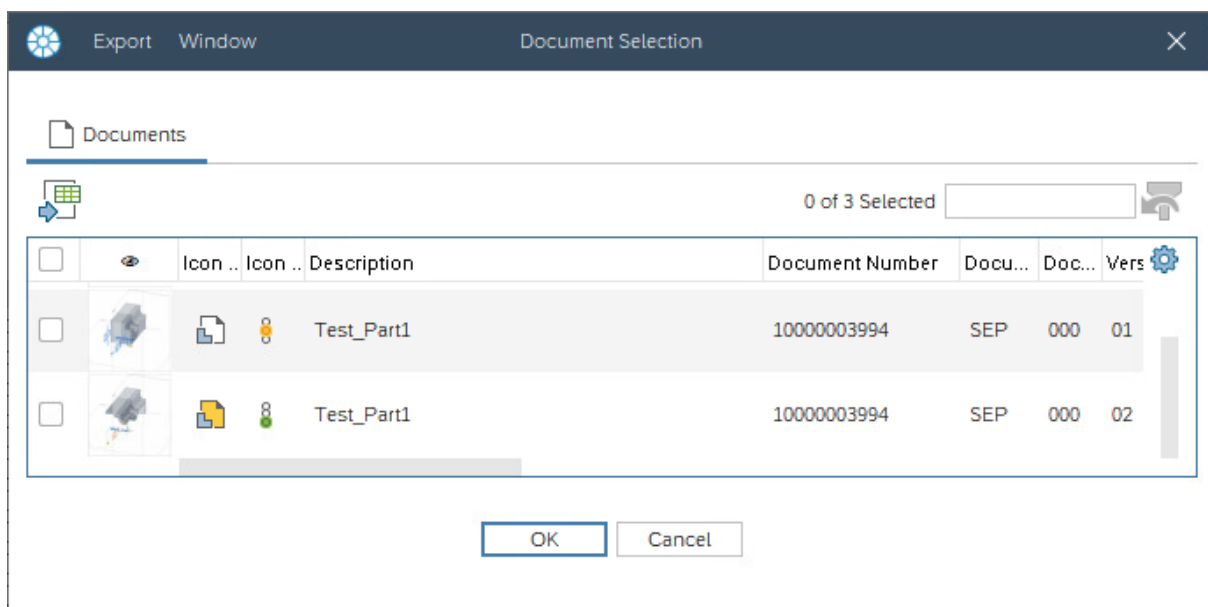 Export Window Document Selection
Documents
0 of 3 Selected
Icon .. Icon .. Description Document Number Docu... Doc... Vers
Test_Part1 10000003994 SEP 000 01
Test_Part1 10000003994 SEP 000 02
OK Cancel